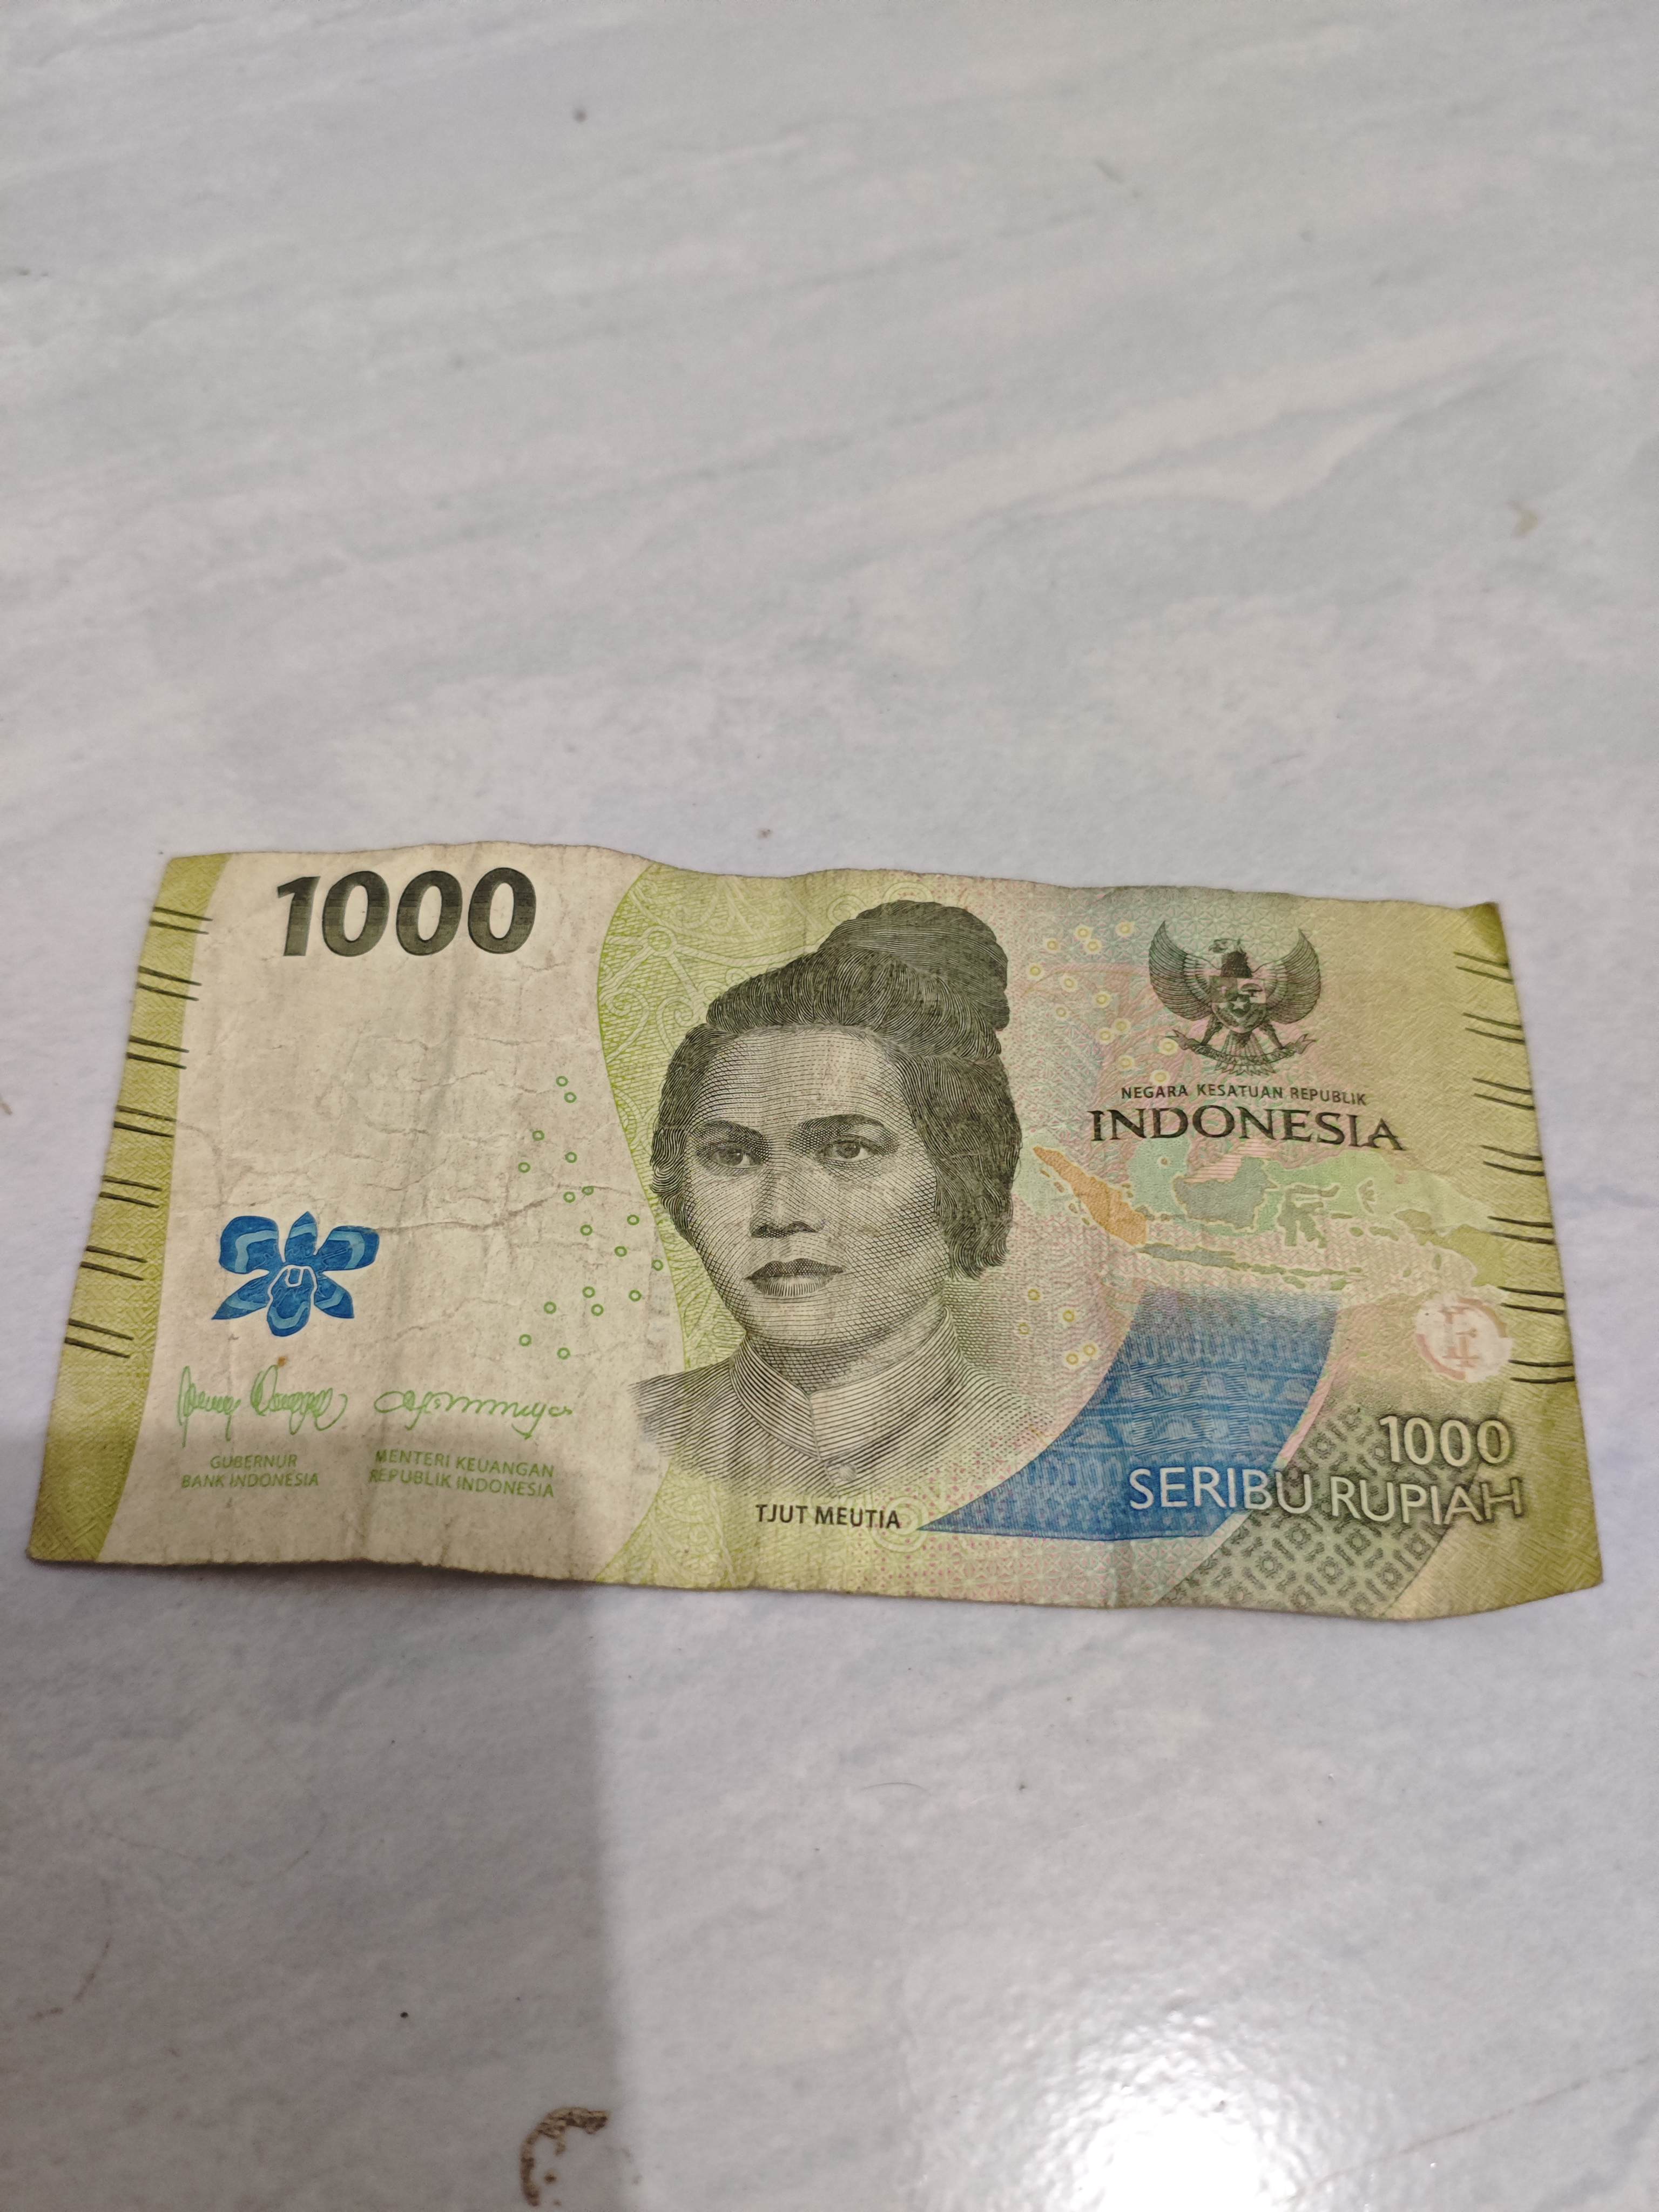 1000
NEGARA KESATUAN REPUBLIK
INDONESIA
GUBERNUR
BANK INDONESIA
MENTERI KEUANGAN
REPUBLIK INDONESIA
TJUT MEUTIA
1000
SERIBU RUPIAH